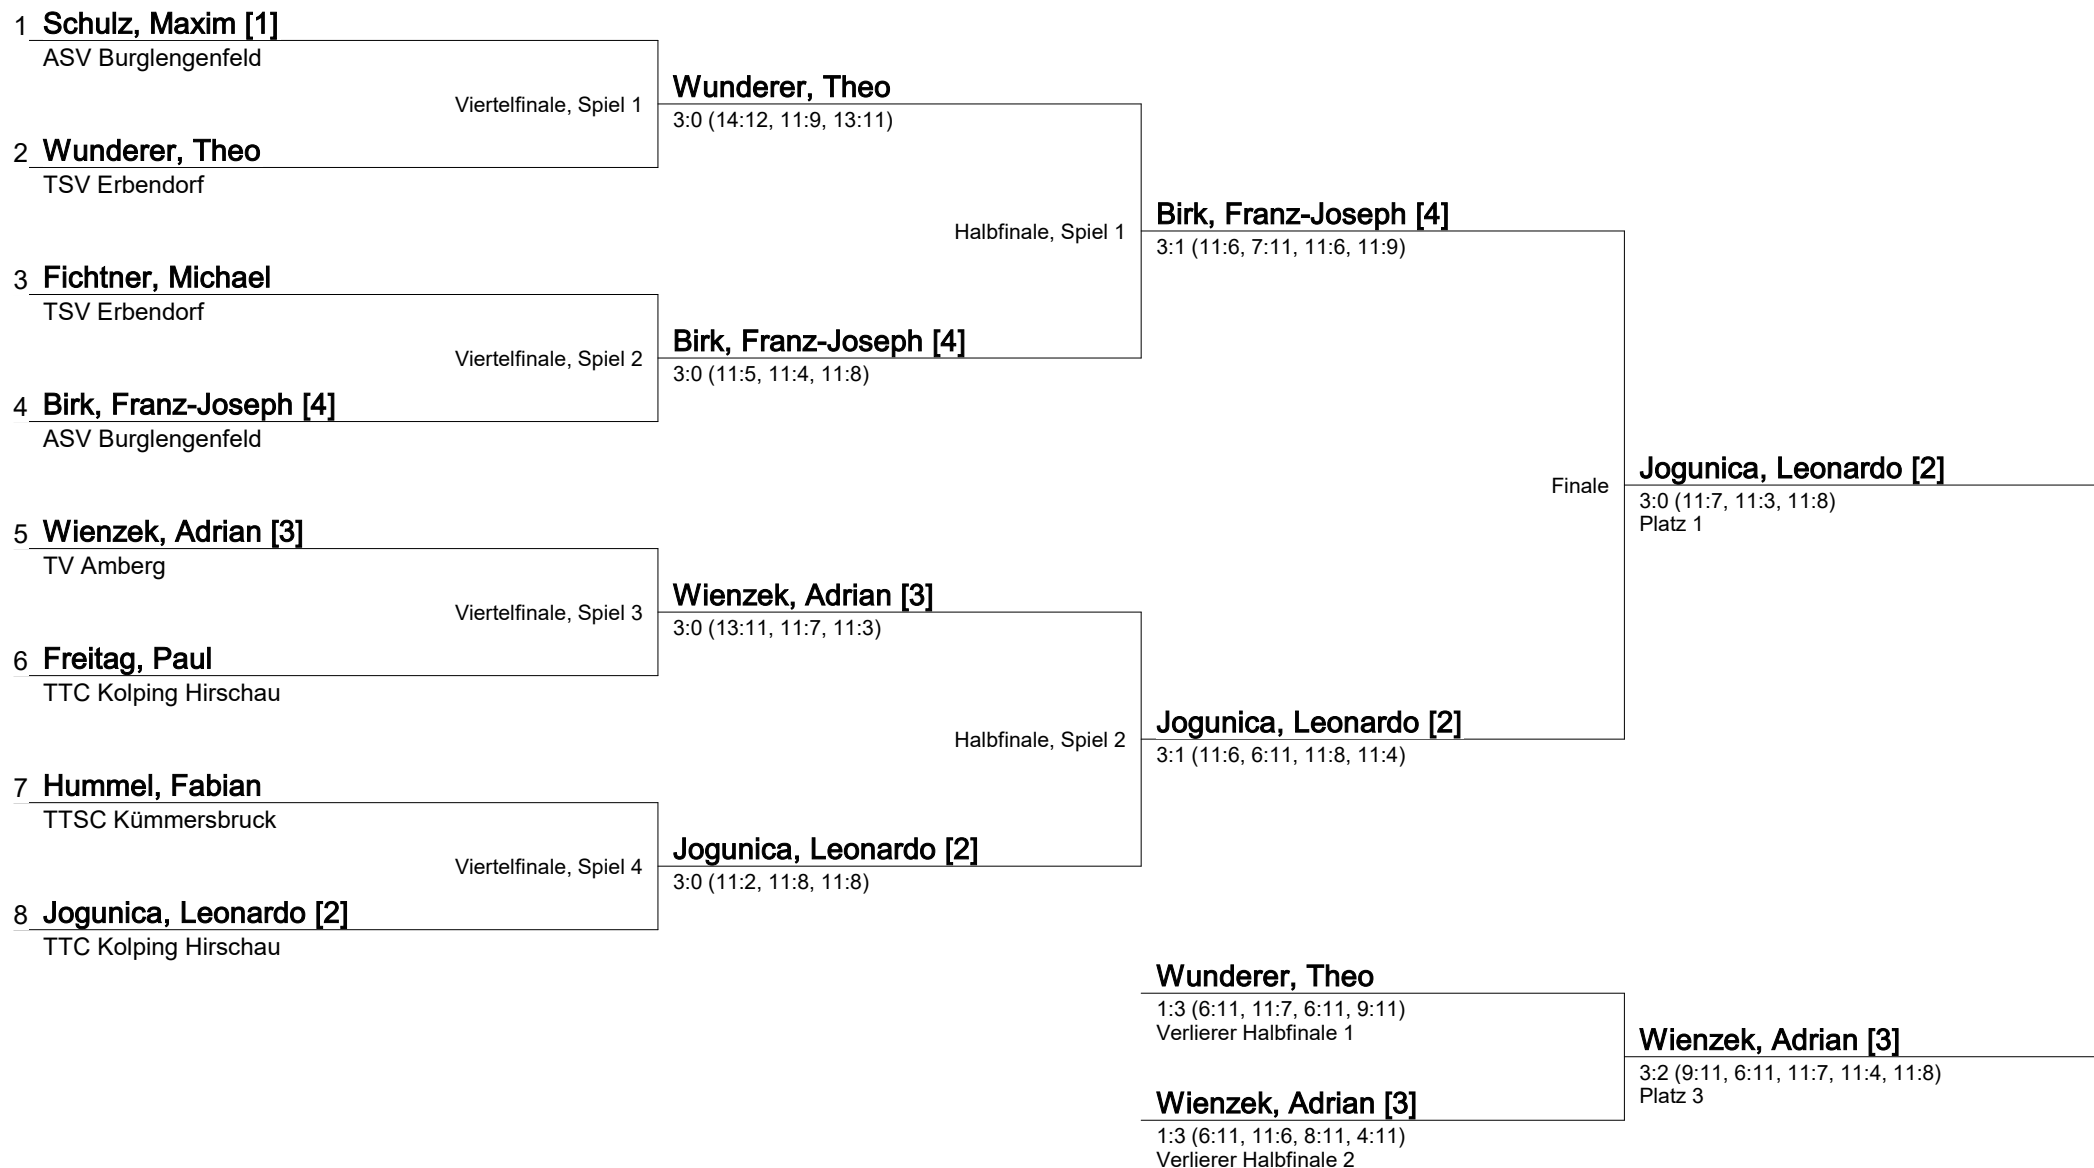 1 Schulz, Maxim [1]
ASV Burglengenfeld
Viertelfinale, Spiel 1
Wunderer, Theo
3:0 (14:12, 11:9, 13:11)
2 Wunderer, Theo
TSV Erbendorf
Halbfinale, Spiel 1
Birk, Franz-Joseph [4]
3:1 (11:6, 7:11, 11:6, 11:9)
3 Fichtner, Michael
TSV Erbendorf
Viertelfinale, Spiel 2
Birk, Franz-Joseph [4]
3:0 (11:5, 11:4, 11:8)
4 Birk, Franz-Joseph [4]
ASV Burglengenfeld
Finale
Jogunica, Leonardo [2]
3:0 (11:7, 11:3, 11:8)
Platz 1
5 Wienzek, Adrian [3]
TV Amberg
Viertelfinale, Spiel 3
Wienzek, Adrian [3]
3:0 (13:11, 11:7, 11:3)
6 Freitag, Paul
TTC Kolping Hirschau
Halbfinale, Spiel 2
Jogunica, Leonardo [2]
3:1 (11:6, 6:11, 11:8, 11:4)
7 Hummel, Fabian
TTSC Kümmersbruck
Viertelfinale, Spiel 4
Jogunica, Leonardo [2]
3:0 (11:2, 11:8, 11:8)
8 Jogunica, Leonardo [2]
TTC Kolping Hirschau
Wunderer, Theo
1:3 (6:11, 11:7, 6:11, 9:11)
Verlierer Halbfinale 1
Wienzek, Adrian [3]
3:2 (9:11, 6:11, 11:7, 11:4, 11:8)
Platz 3
Wienzek, Adrian [3]
1:3 (6:11, 11:6, 8:11, 4:11)
Verlierer Halbfinale 2